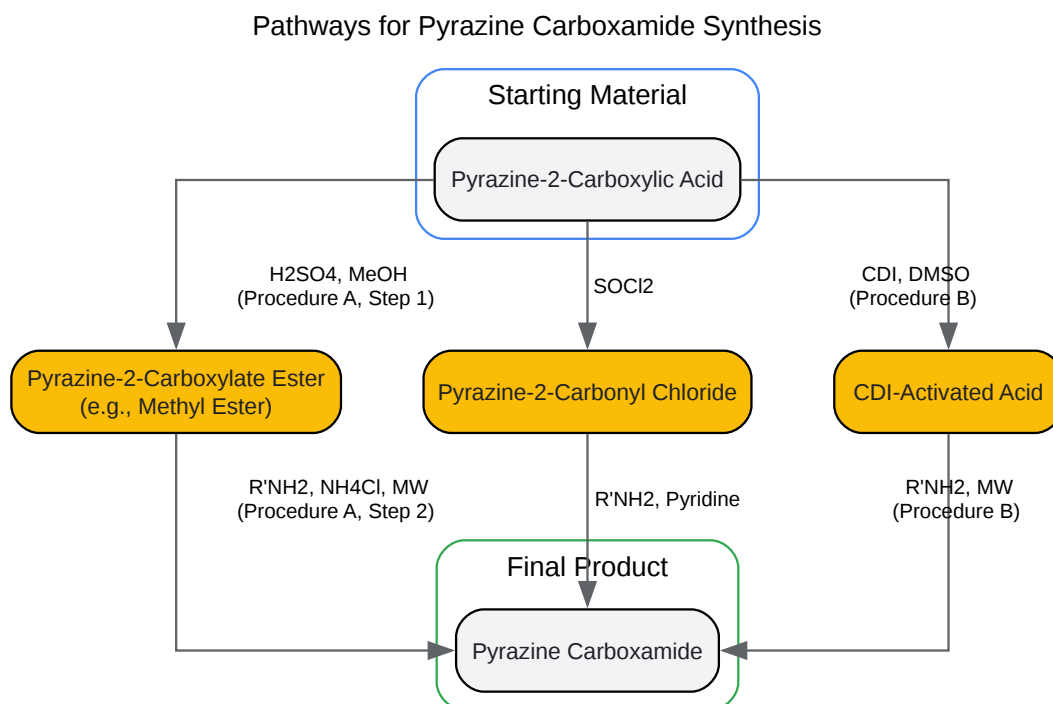 Pathways for Pyrazine Carboxamide Synthesis
Starting Material
Pyrazine-2-Carboxylic Acid
H2SO4, MeOH
(Procedure A, Step 1)
SOCl2
CDI, DMSO
(Procedure B)
Pyrazine-2-Carboxylate Ester
(e.g., Methyl Ester)
Pyrazine-2-Carbonyl Chloride
CDI-Activated Acid
R'NH2, NH4Cl, MW
(Procedure A, Step 2)
R'NH2, Pyridine
R'NH2, MW
(Procedure B)
Final Product
Pyrazine Carboxamide